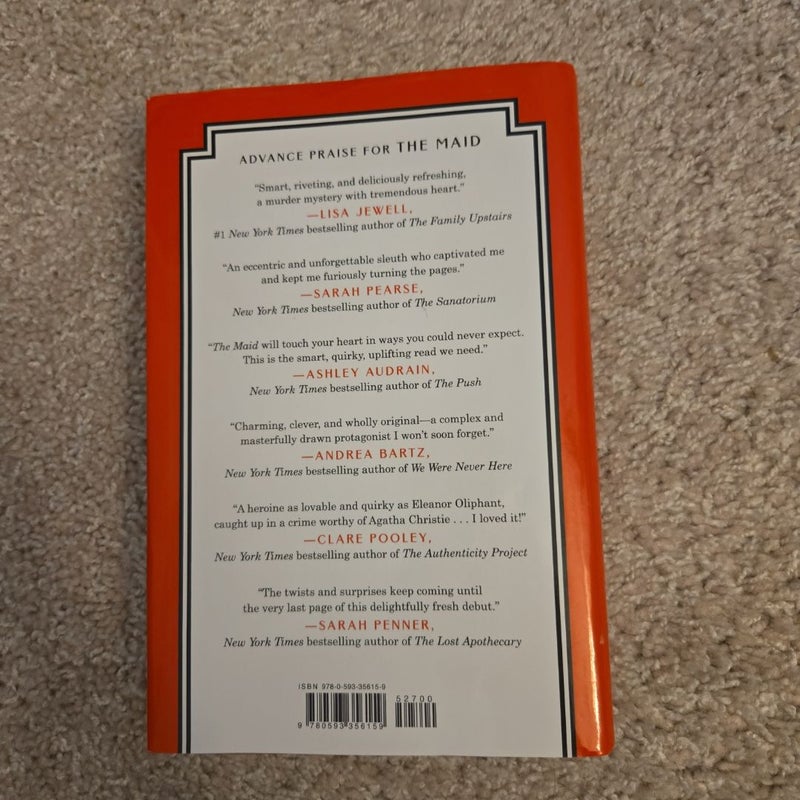 ADVANCE PRAISE FOR THE MAID
“Smart, riveting, and deliciously refreshing,
a murder mystery with tremendous heart.”
—LISA JEWELL,
#1 New York Times bestselling author of The Family Upstairs
“An eccentric and unforgettable sleuth who captivated me
and kept me furiously turning the pages.”
—SARAH PEARSE,
New York Times bestselling author of The Sanatorium
“The Maid will touch your heart in ways you could never expect.
This is the smart, quirky, uplifting read we need.”
—ASHLEY AUDRAIN,
New York Times bestselling author of The Push
“Charming, clever, and wholly original—a complex and
masterfully drawn protagonist I won’t soon forget.”
—ANDREA BARTZ,
New York Times bestselling author of We Were Never Here
“A heroine as lovable and quirky as Eleanor Oliphant,
caught up in a crime worthy of Agatha Christie . . . I loved it!”
—CLARE POOLEY,
New York Times bestselling author of The Authenticity Project
“The twists and surprises keep coming until
the very last page of this delightfully fresh debut.”
—SARAH PENNER,
New York Times bestselling author of The Lost Apothecary
ISBN 978-0-593-35615-9
52700
9 780593 356159